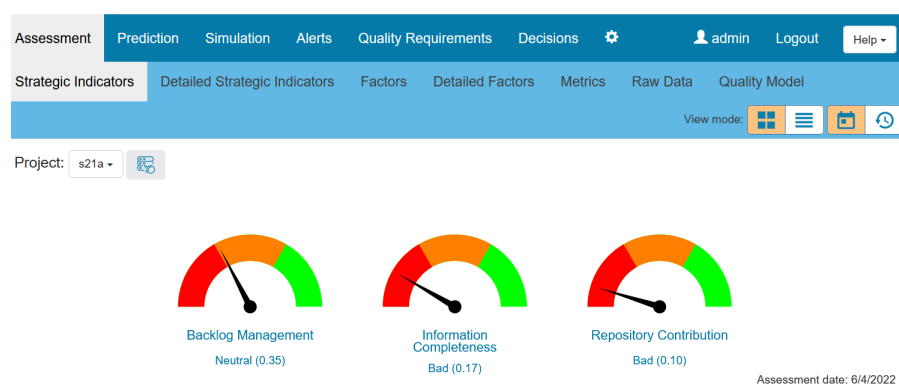 Assessment Prediction Simulation Alerts Quality Requirements Decisions admin Logout Help
Strategic Indicators Detailed Strategic Indicators Factors Detailed Factors Metrics Raw Data Quality Model
View mode:
Project: s21a
Backlog Management
Neutral (0.35)
Information
Completeness
Bad (0.17)
Repository Contribution
Bad (0.10)
Assessment date: 6/4/2022